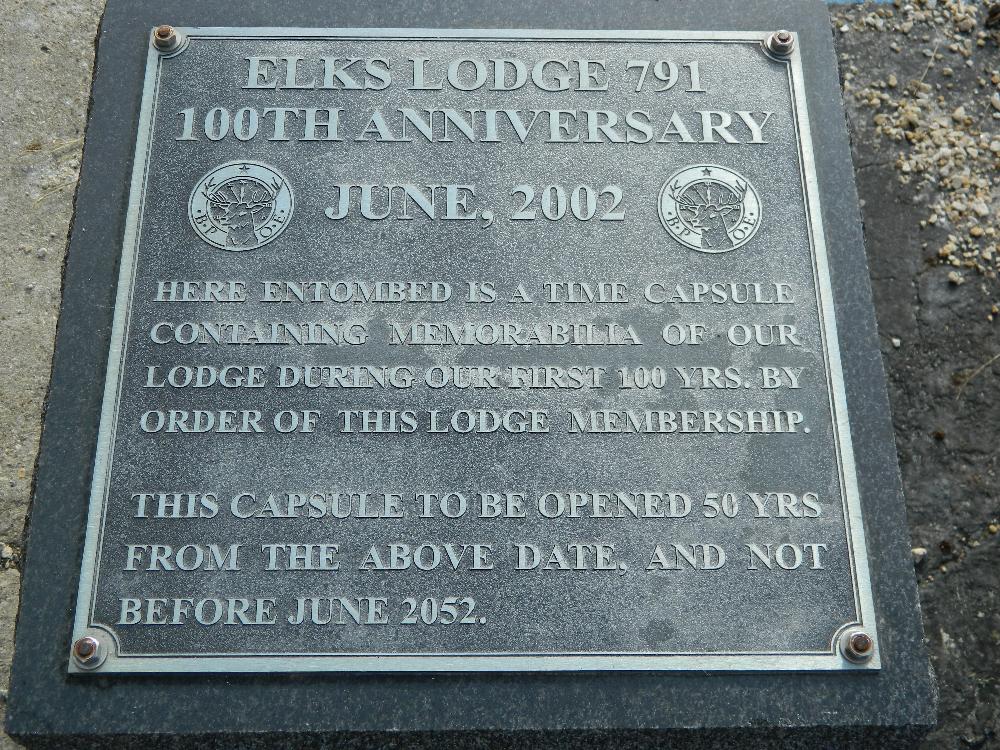 ELKS LODGE 791
100TH ANNIVERSARY
B.P.O.E.
JUNE, 2002
B.P.O.E.
HERE ENTOMBED IS A TIME CAPSULE
CONTAINING MEMORABILIA OF OUR
LODGE DURING OUR FIRST 100 YRS. BY
ORDER OF THIS LODGE MEMBERSHIP.
THIS CAPSULE TO BE OPENED 50 YRS
FROM THE ABOVE DATE, AND NOT
BEFORE JUNE 2052.